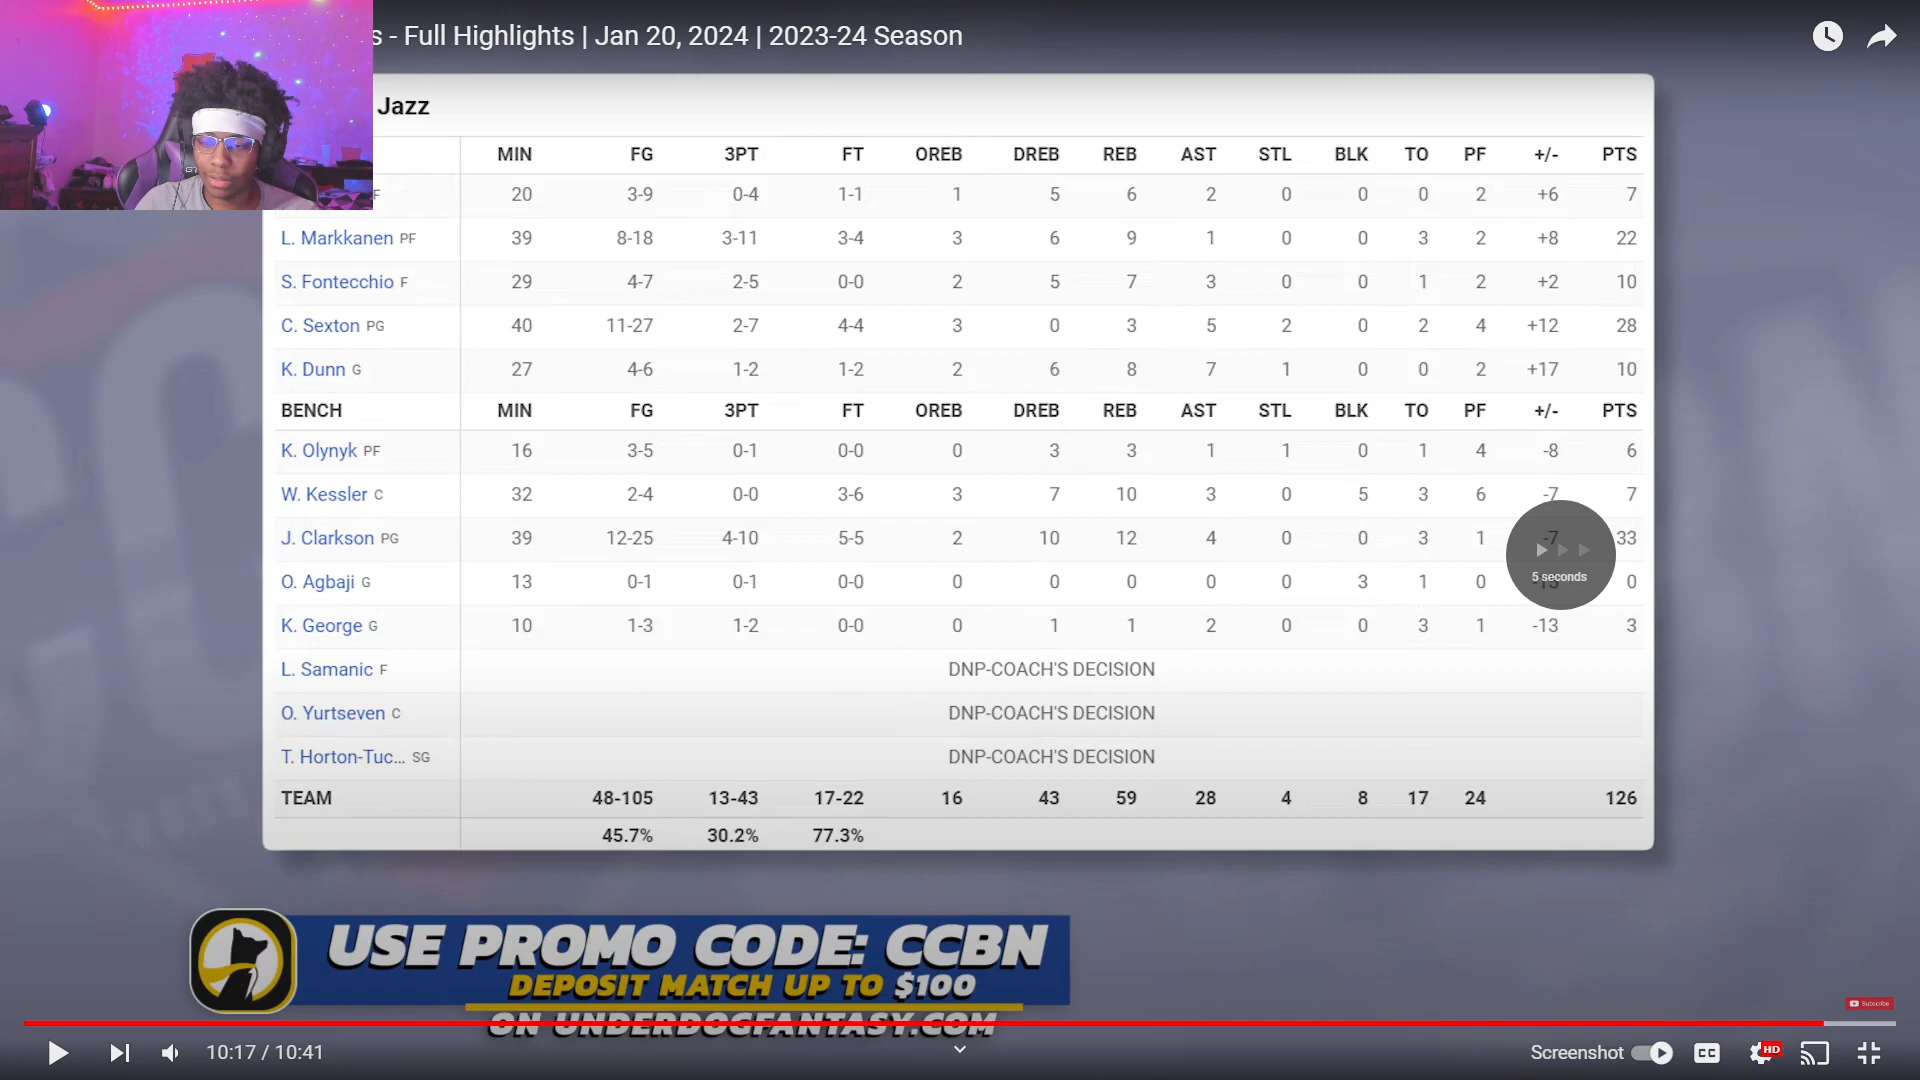 s - Full Highlights | Jan 20, 2024 | 2023-24 Season
Jazz
MIN FG 3PT FT OREB DREB REB AST STL BLK TO PF +/- PTS
F 20 3-9 0-4 1-1 1 5 6 2 0 0 0 2 +6 7
L. Markkanen PF 39 8-18 3-11 3-4 3 6 9 1 0 0 3 2 +8 22
S. Fontecchio F 29 4-7 2-5 0-0 2 5 7 3 0 0 1 2 +2 10
C. Sexton PG 40 11-27 2-7 4-4 3 0 3 5 2 0 2 4 +12 28
K. Dunn G 27 4-6 1-2 1-2 2 6 8 7 1 0 0 2 +17 10
BENCH MIN FG 3PT FT OREB DREB REB AST STL BLK TO PF +/- PTS
K. Olynyk PF 16 3-5 0-1 0-0 0 3 3 1 1 0 1 4 -8 6
W. Kessler C 32 2-4 0-0 3-6 3 7 10 3 0 5 3 6 -7 7
J. Clarkson PG 39 12-25 4-10 5-5 2 10 12 4 0 0 3 1 -7 33
O. Agbaji G 13 0-1 0-1 0-0 0 0 0 0 0 3 1 0 0
5 seconds
K. George G 10 1-3 1-2 0-0 0 1 1 2 0 0 3 1 -13 3
L. Samanic F DNP-COACH'S DECISION
O. Yurtseven C DNP-COACH'S DECISION
T. Horton-Tuc... SG DNP-COACH'S DECISION
TEAM 48-105 13-43 17-22 16 43 59 28 4 8 17 24 126
45.7% 30.2% 77.3%
USE PROMO CODE: CCBN
DEPOSIT MATCH UP TO $100
ON UNDERDOGFANTASY.COM
Subscribe
10:17 / 10:41
Screenshot
CC
HD